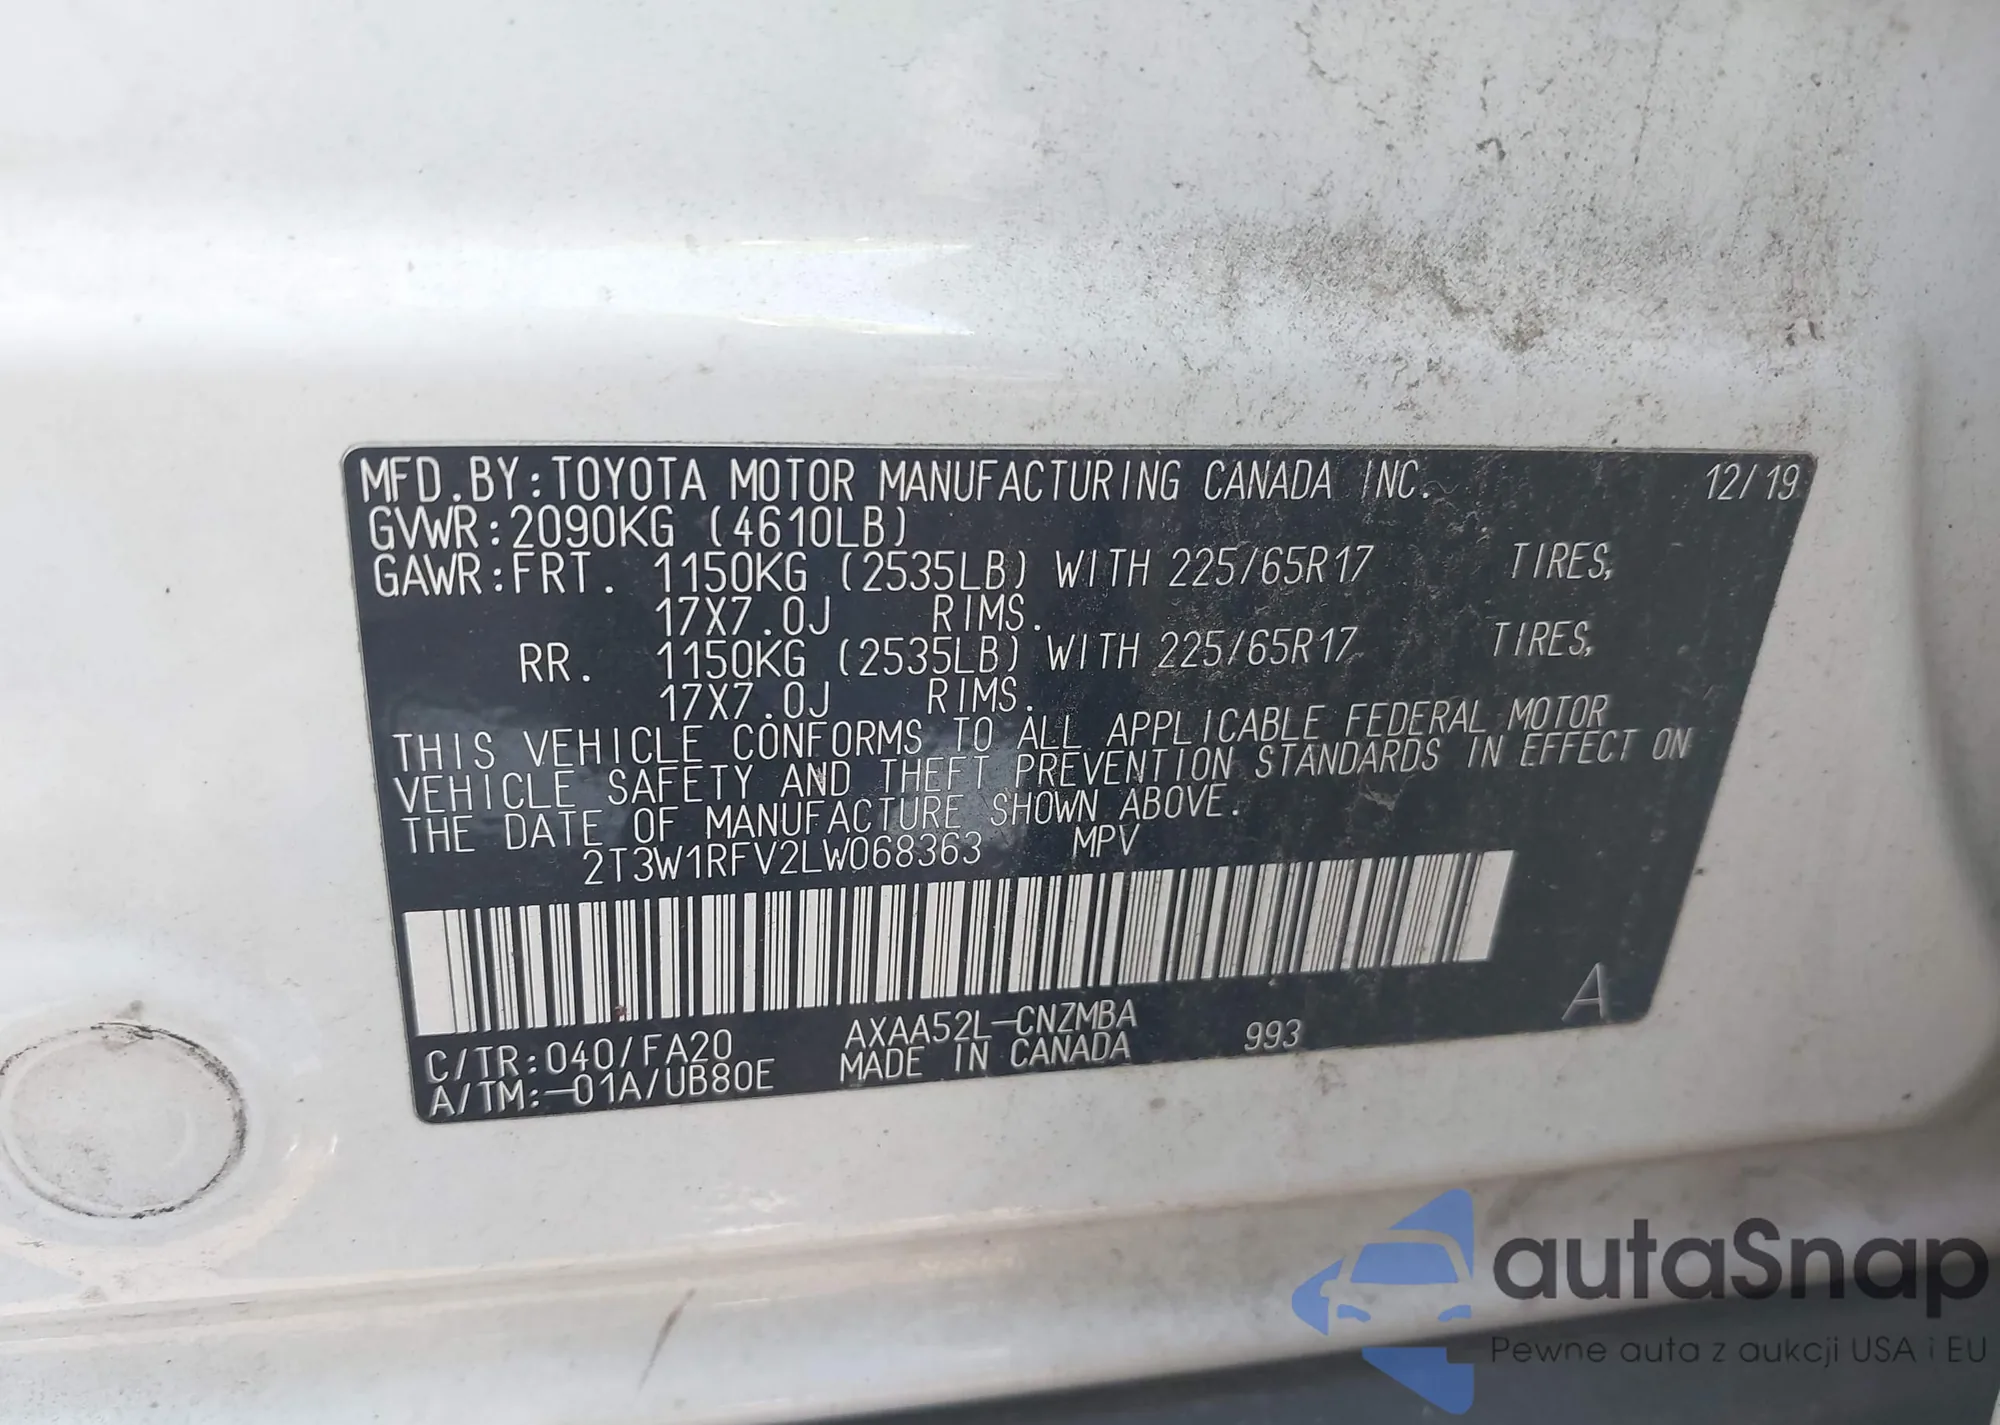 MFD.BY:TOYOTA MOTOR MANUFACTURING CANADA INC. 12/19
GVWR:2090KG (4610LB)
GAWR:FRT. 1150KG (2535LB) WITH 225/65R17 TIRES,
17X7.0J RIMS.
RR. 1150KG (2535LB) WITH 225/65R17 TIRES,
17X7.0J RIMS.
THIS VEHICLE CONFORMS TO ALL APPLICABLE FEDERAL MOTOR
VEHICLE SAFETY AND THEFT PREVENTION STANDARDS IN EFFECT ON
THE DATE OF MANUFACTURE SHOWN ABOVE.
2T3W1RFV2LW068363 MPV
A
C/TR:040/FA20 AXAA52L-CNZMBA 993
A/TM:-01A/UB80E MADE IN CANADA
autaSnap
Pewne auta z aukcji USA i EU